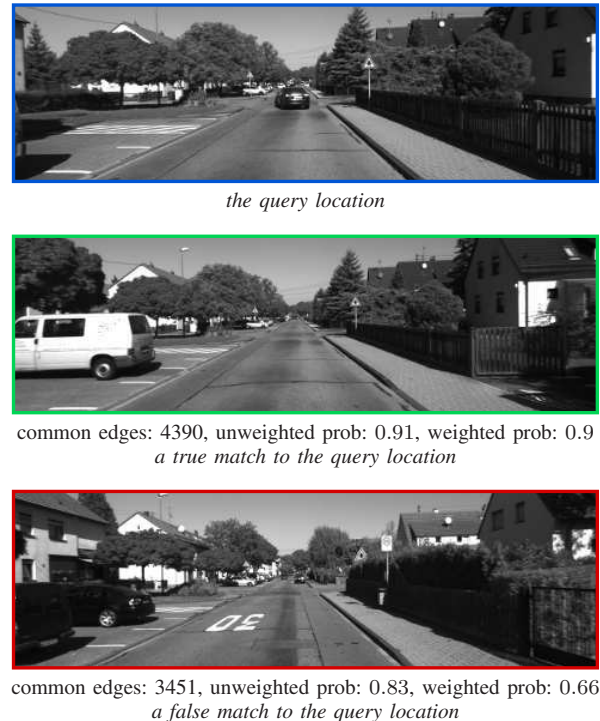 the query location
common edges: 4390, unweighted prob: 0.91, weighted prob: 0.9
a true match to the query location
30
common edges: 3451, unweighted prob: 0.83, weighted prob: 0.66
a false match to the query location